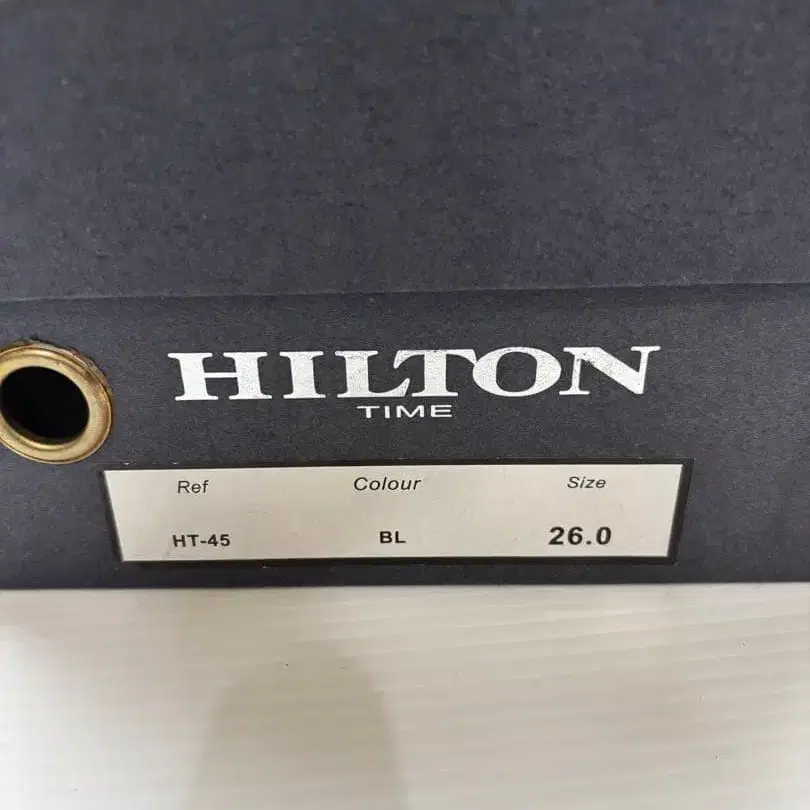 HILTON
TIME
Ref Colour Size
HT-45 BL 26.0